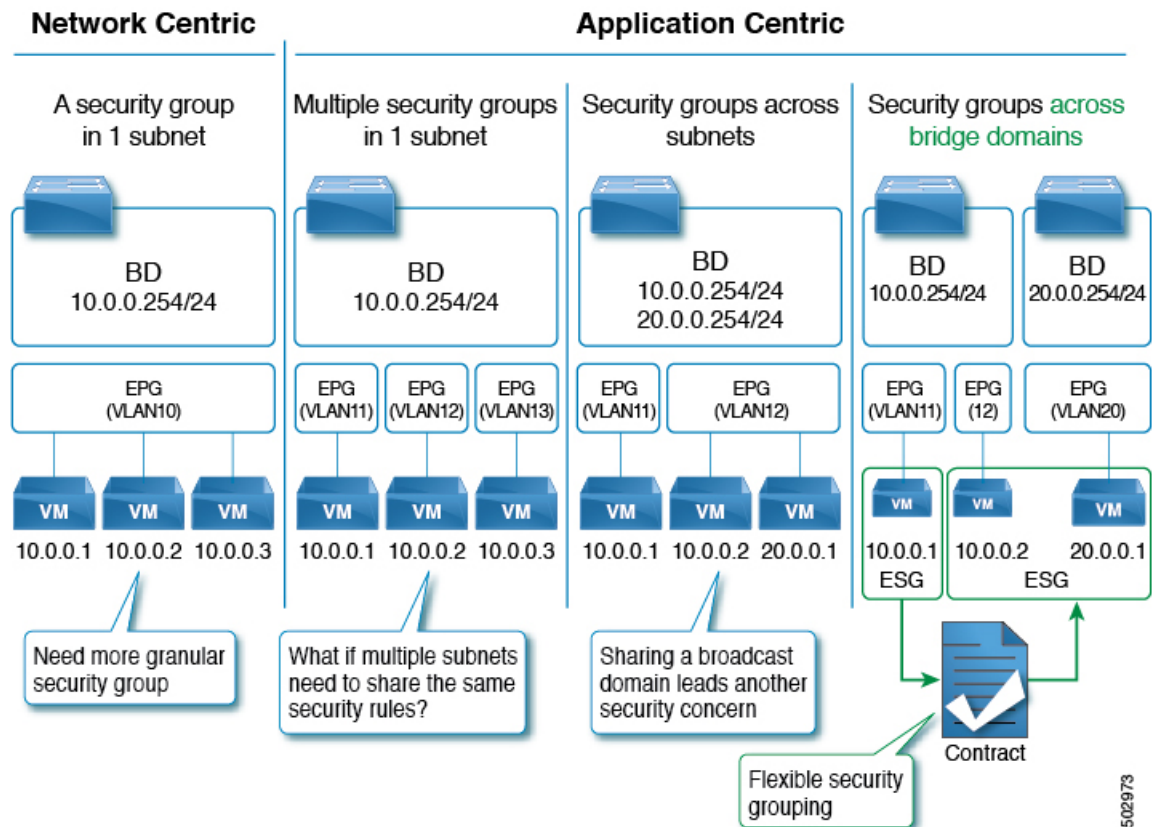 Network Centric
Application Centric
A security group
in 1 subnet
BD
10.0.0.254/24
EPG
(VLAN10)
VM
VM
VM
10.0.0.1
10.0.0.2
10.0.0.3
Need more granular
security group
Multiple security groups
in 1 subnet
BD
10.0.0.254/24
EPG
(VLAN11)
EPG
(VLAN12)
EPG
(VLAN13)
VM
VM
VM
10.0.0.1
10.0.0.2
10.0.0.3
What if multiple subnets
need to share the same
security rules?
Security groups across
subnets
BD
10.0.0.254/24
20.0.0.254/24
EPG
(VLAN11)
EPG
(VLAN12)
VM
VM
VM
10.0.0.1
10.0.0.2
20.0.0.1
Sharing a broadcast
domain leads another
security concern
Security groups across
bridge domains
BD
10.0.0.254/24
BD
20.0.0.254/24
EPG
(VLAN11)
EPG
(12)
EPG
(VLAN20)
VM
VM
VM
10.0.0.1
10.0.0.2
20.0.0.1
ESG
ESG
Contract
Flexible security
grouping
502973